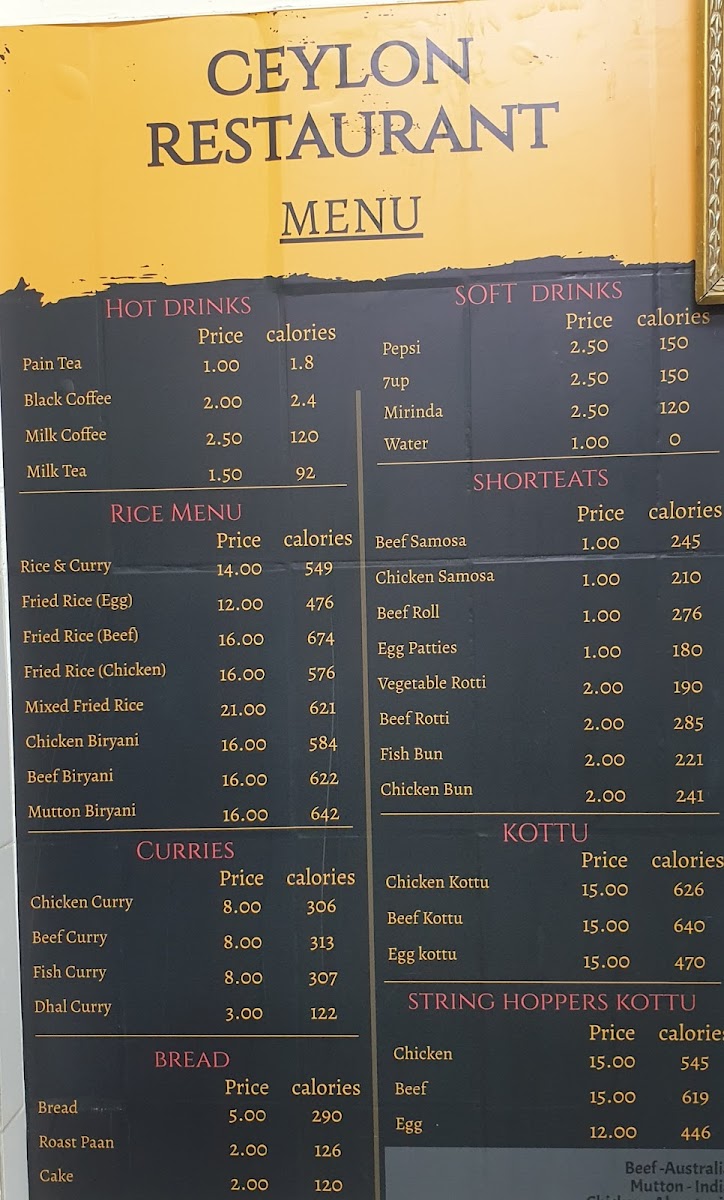 CEYLON
RESTAURANT
MENU
HOT DRINKS
Price calories
Pain Tea 1.00 1.8
Black Coffee 2.00 2.4
Milk Coffee 2.50 120
Milk Tea 1.50 92
RICE MENU
Price calories
Rice & Curry 14.00 549
Fried Rice (Egg) 12.00 476
Fried Rice (Beef) 16.00 674
Fried Rice (Chicken) 16.00 576
Mixed Fried Rice 21.00 621
Chicken Biryani 16.00 584
Beef Biryani 16.00 622
Mutton Biryani 16.00 642
CURRIES
Price calories
Chicken Curry 8.00 306
Beef Curry 8.00 313
Fish Curry 8.00 307
Dhal Curry 3.00 122
BREAD
Price calories
Bread 5.00 290
Roast Paan 2.00 126
Cake 2.00 120
SOFT DRINKS
Price calories
Pepsi 2.50 150
7up 2.50 150
Mirinda 2.50 120
Water 1.00 0
SHORTEATS
Price calories
Beef Samosa 1.00 245
Chicken Samosa 1.00 210
Beef Roll 1.00 276
Egg Patties 1.00 180
Vegetable Rotti 2.00 190
Beef Rotti 2.00 285
Fish Bun 2.00 221
Chicken Bun 2.00 241
KOTTU
Price calories
Chicken Kottu 15.00 626
Beef Kottu 15.00 640
Egg kottu 15.00 470
STRING HOPPERS KOTTU
Price calorie
Chicken 15.00 545
Beef 15.00 619
Egg 12.00 446
Beef -Australi
Mutton - Indi